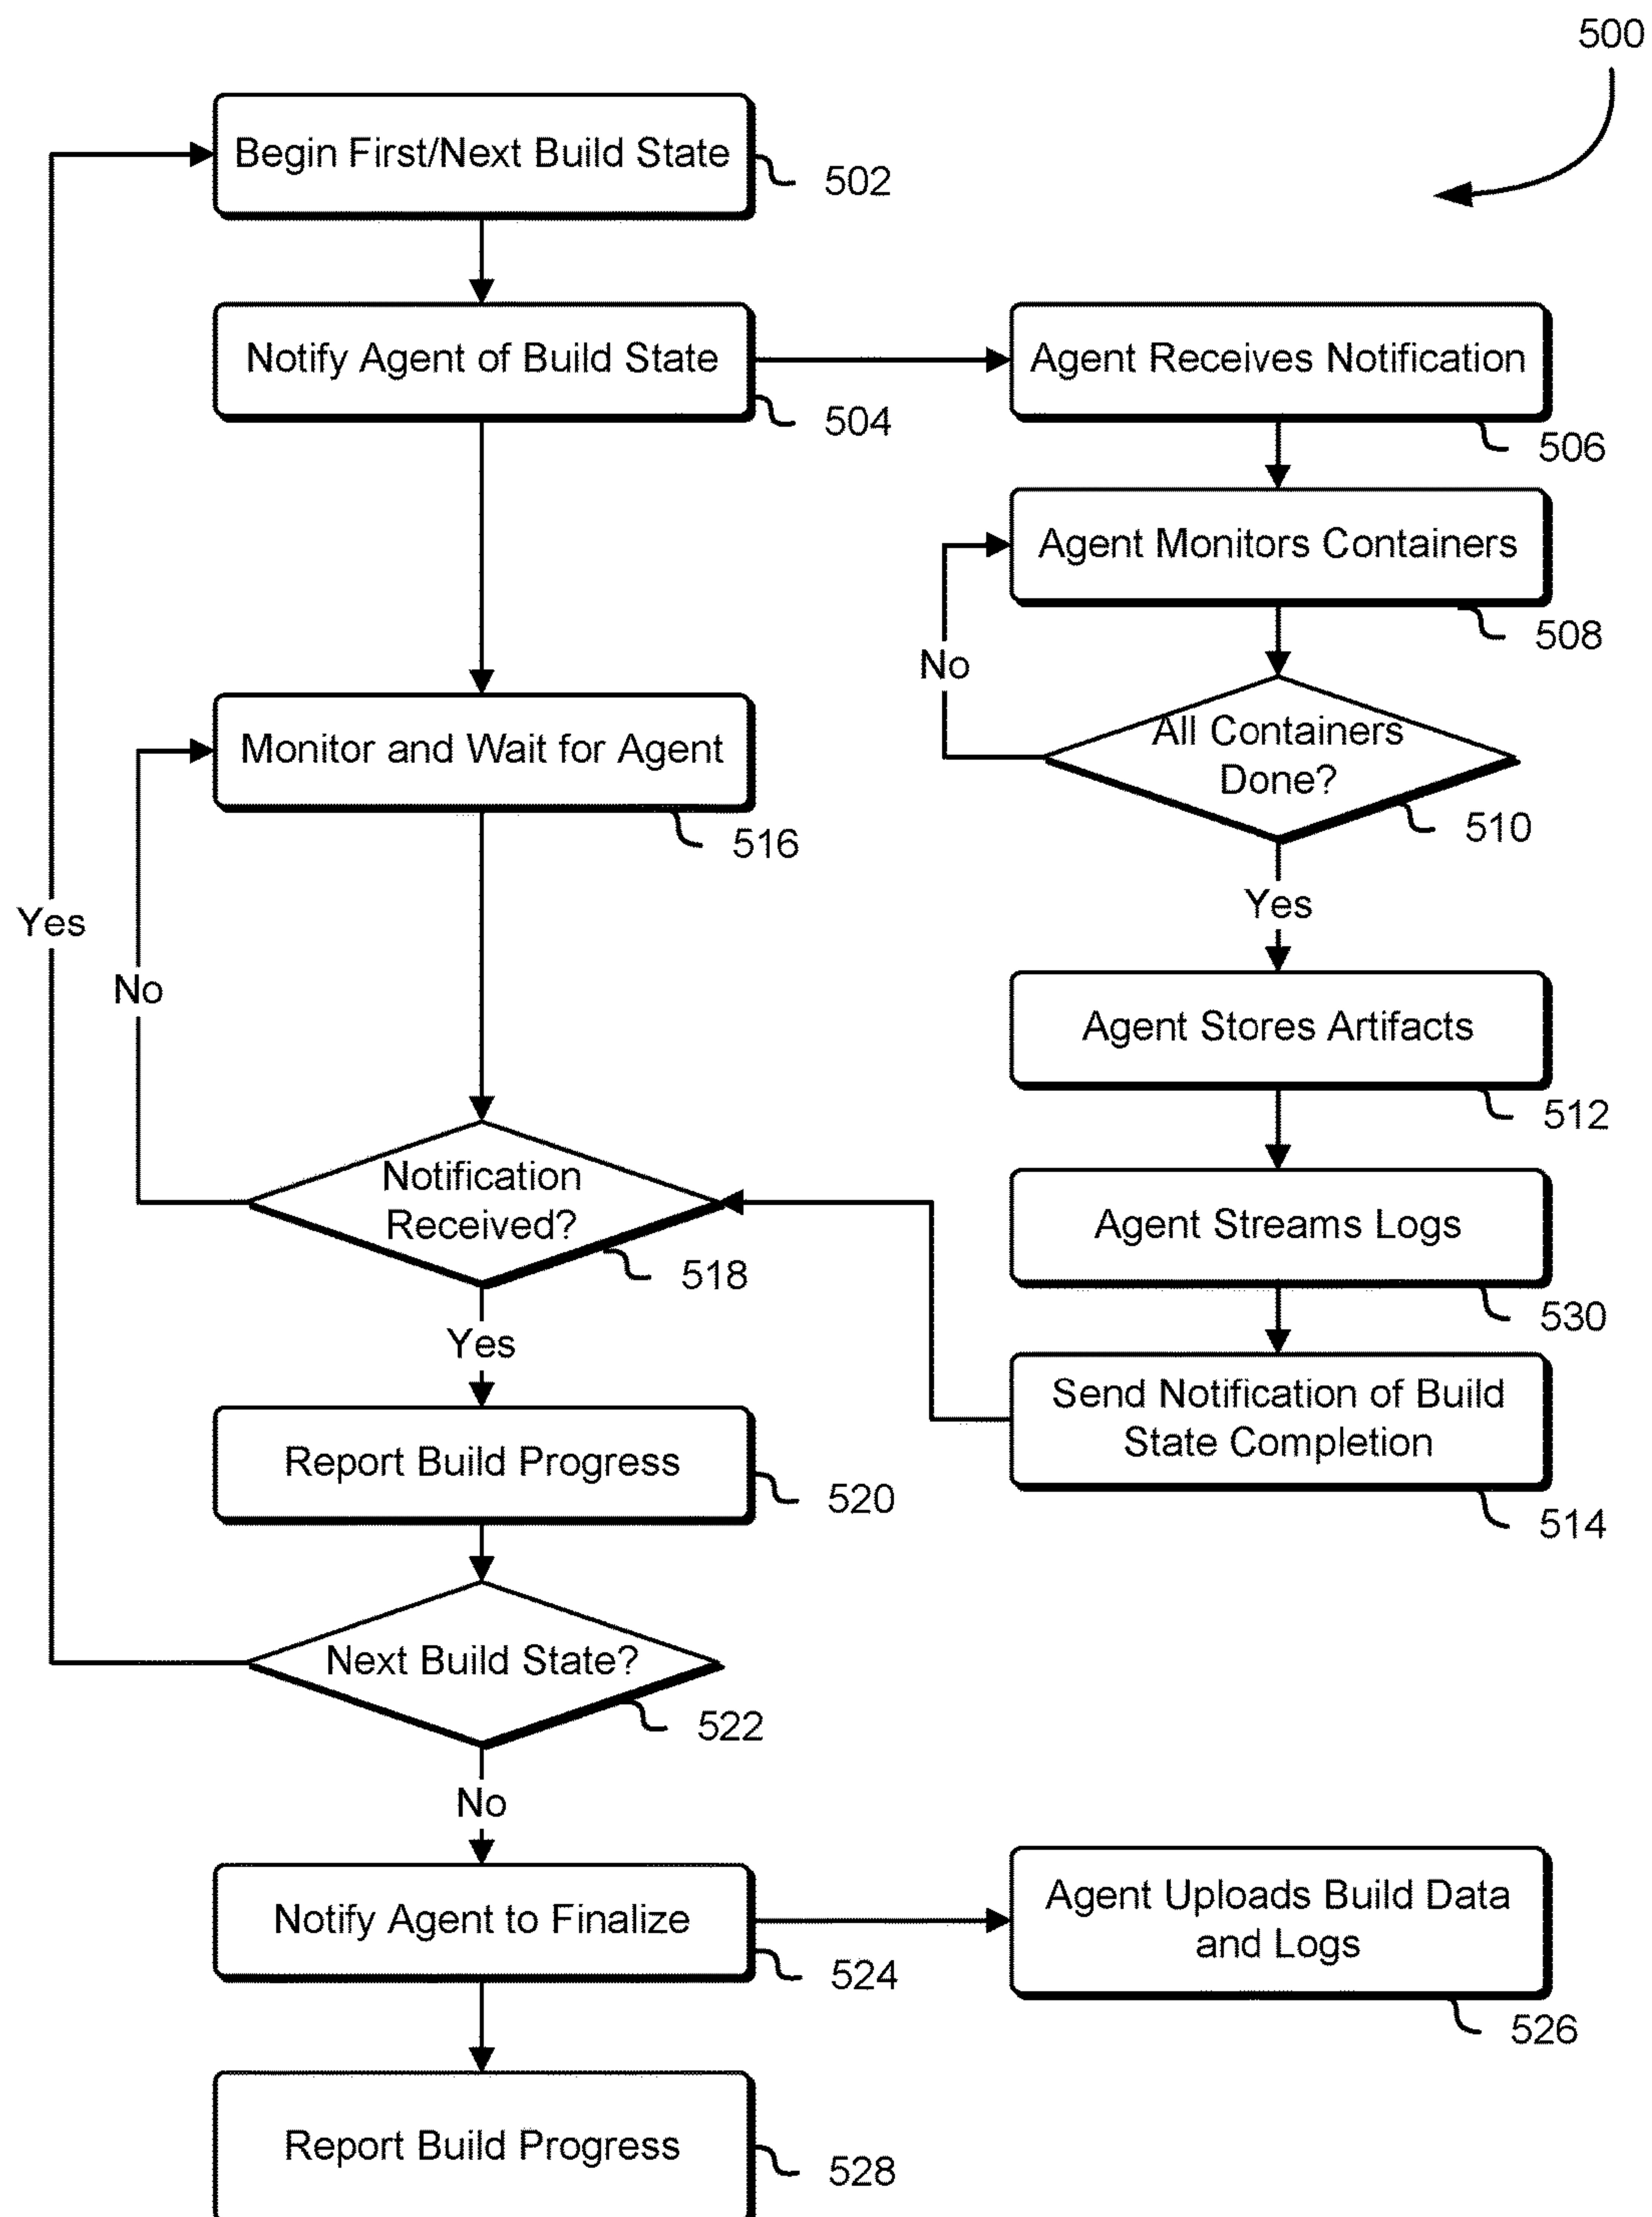 500
Begin First/Next Build State
502
Notify Agent of Build State
504
Agent Receives Notification
506
Agent Monitors Containers
508
No
All Containers
Done?
510
Monitor and Wait for Agent
516
Yes
Yes
No
Agent Stores Artifacts
512
Notification
Received?
518
Agent Streams Logs
530
Yes
Send Notification of Build
State Completion
514
Report Build Progress
520
Next Build State?
522
No
Notify Agent to Finalize
524
Agent Uploads Build Data
and Logs
526
Report Build Progress
528